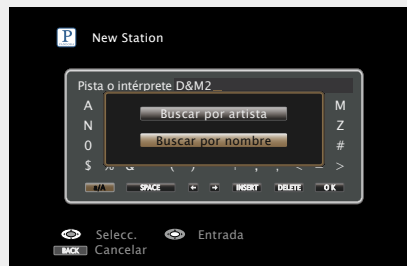 P New Station
Pista o intérprete D&M2_
A M
Buscar por artista
N Z
Buscar por nombre
0 #
$ % & ( ) + , ; < = >
a/A SPACE ← → INSERT DELETE OK
Selecc. Entrada
BACK Cancelar